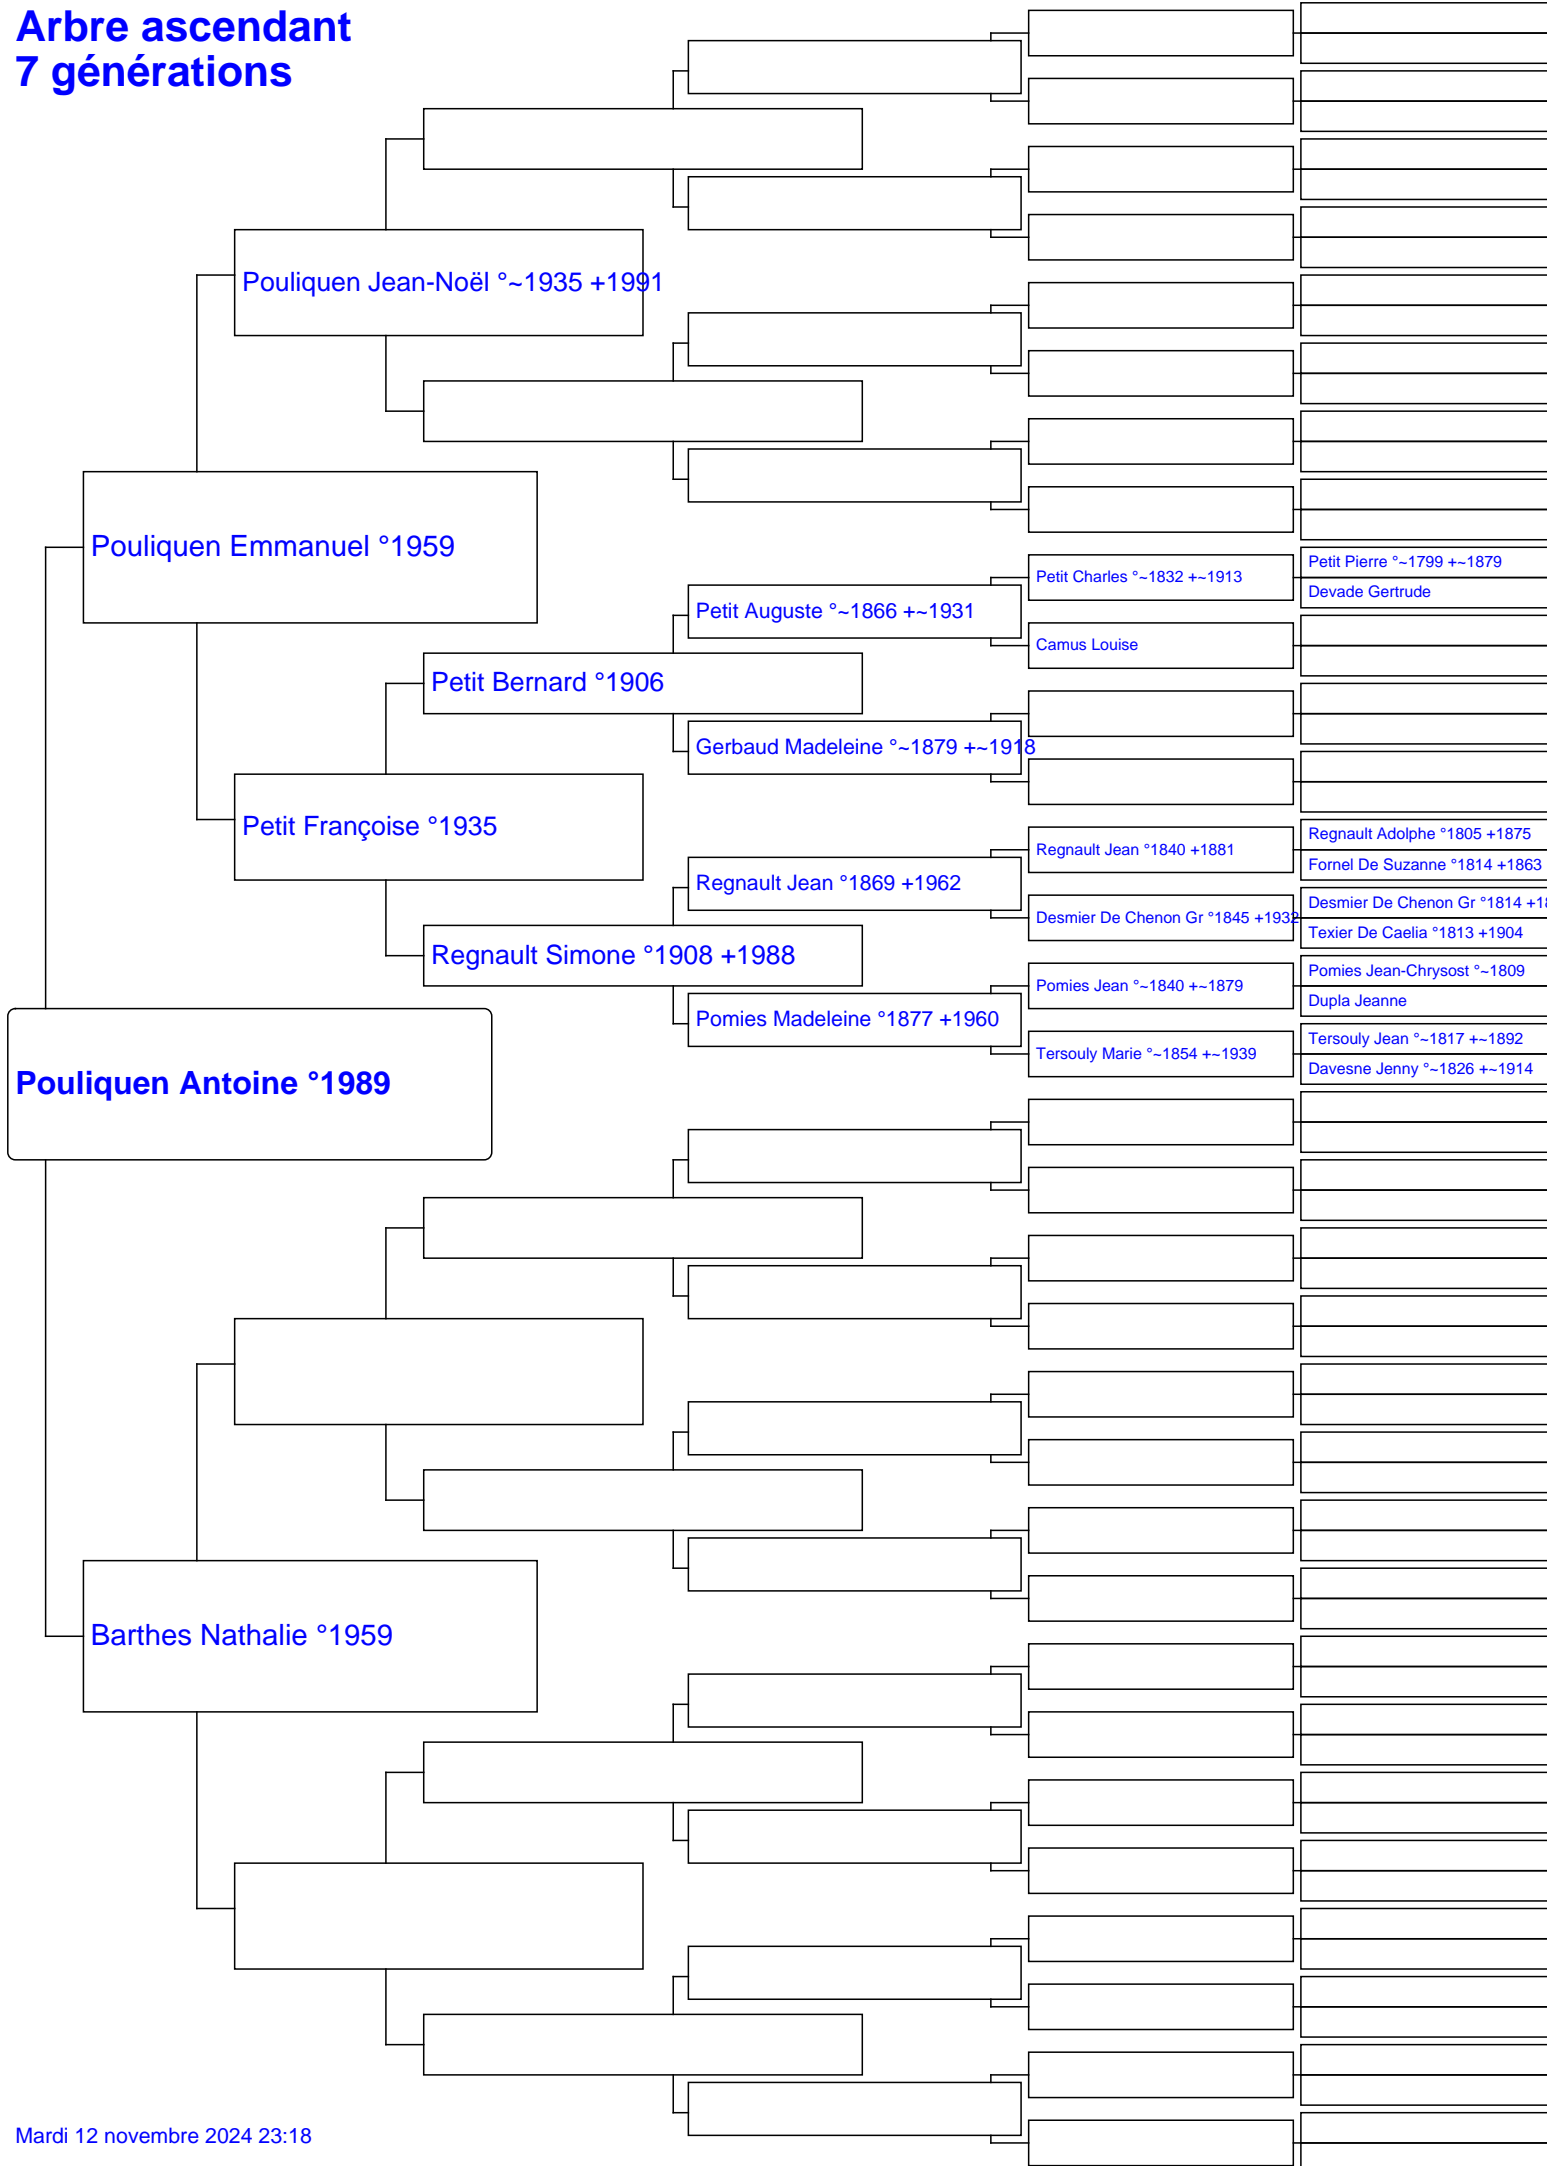 Arbre ascendant
7 générations
Pouliquen Jean-Noël °~1935 +1991
Pouliquen Emmanuel °1959
Petit Charles °~1832 +~1913
Petit Pierre °~1799 +~1879
Devade Gertrude
Petit Auguste °~1866 +~1931
Camus Louise
Petit Bernard °1906
Gerbaud Madeleine °~1879 +~1918
Petit Françoise °1935
Regnault Jean °1840 +1881
Regnault Adolphe °1805 +1875
Fornel De Suzanne °1814 +1863
Regnault Jean °1869 +1962
Desmier De Chenon Gr °1845 +1932
Desmier De Chenon Gr °1814 +18
Texier De Caelia °1813 +1904
Regnault Simone °1908 +1988
Pomies Jean °~1840 +~1879
Pomies Jean-Chrysost °~1809
Dupla Jeanne
Pomies Madeleine °1877 +1960
Tersouly Marie °~1854 +~1939
Tersouly Jean °~1817 +~1892
Davesne Jenny °~1826 +~1914
Pouliquen Antoine °1989
Barthes Nathalie °1959
Mardi 12 novembre 2024 23:18